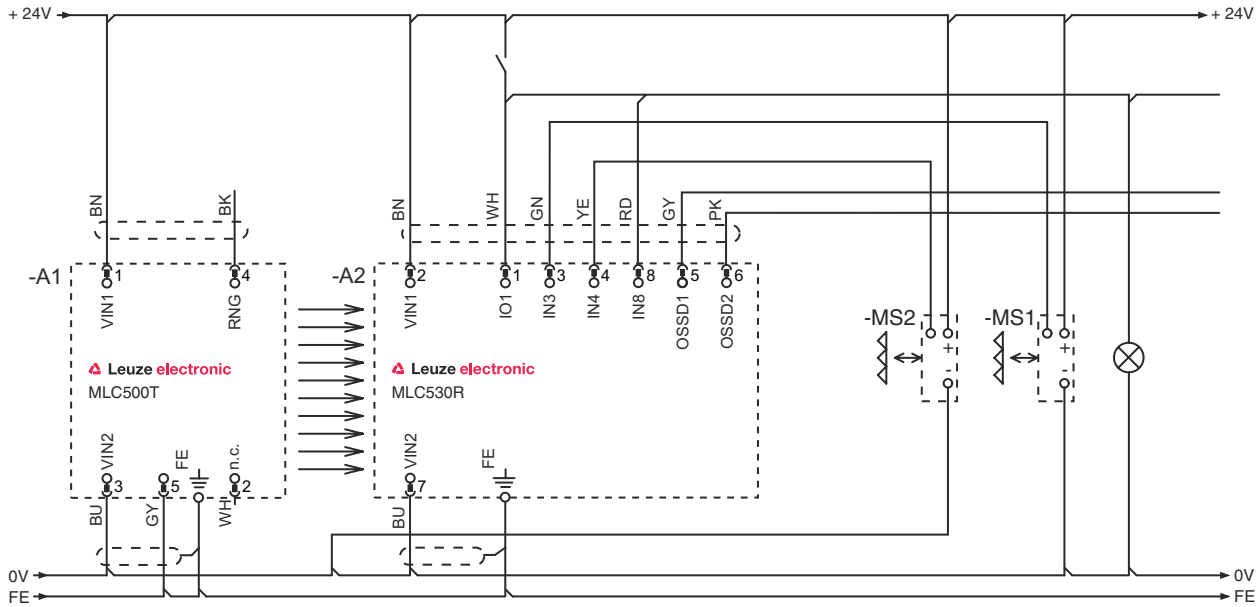 + 24V
+ 24V
BN
BK
BN
WH
GN
YE
RD
GY
PK
-A1
1
4
-A2
2
1
3
4
8
5
6
VIN1
RNG
VIN1
IO1
IN3
IN4
IN8
OSSD1
OSSD2
-MS2
-MS1
+
-
+
-
Leuze electronic
MLC500T
Leuze electronic
MLC530R
VIN2
FE
n.c.
VIN2
FE
3
5
2
7
BU
GY
WH
BU
0V
0V
FE
FE